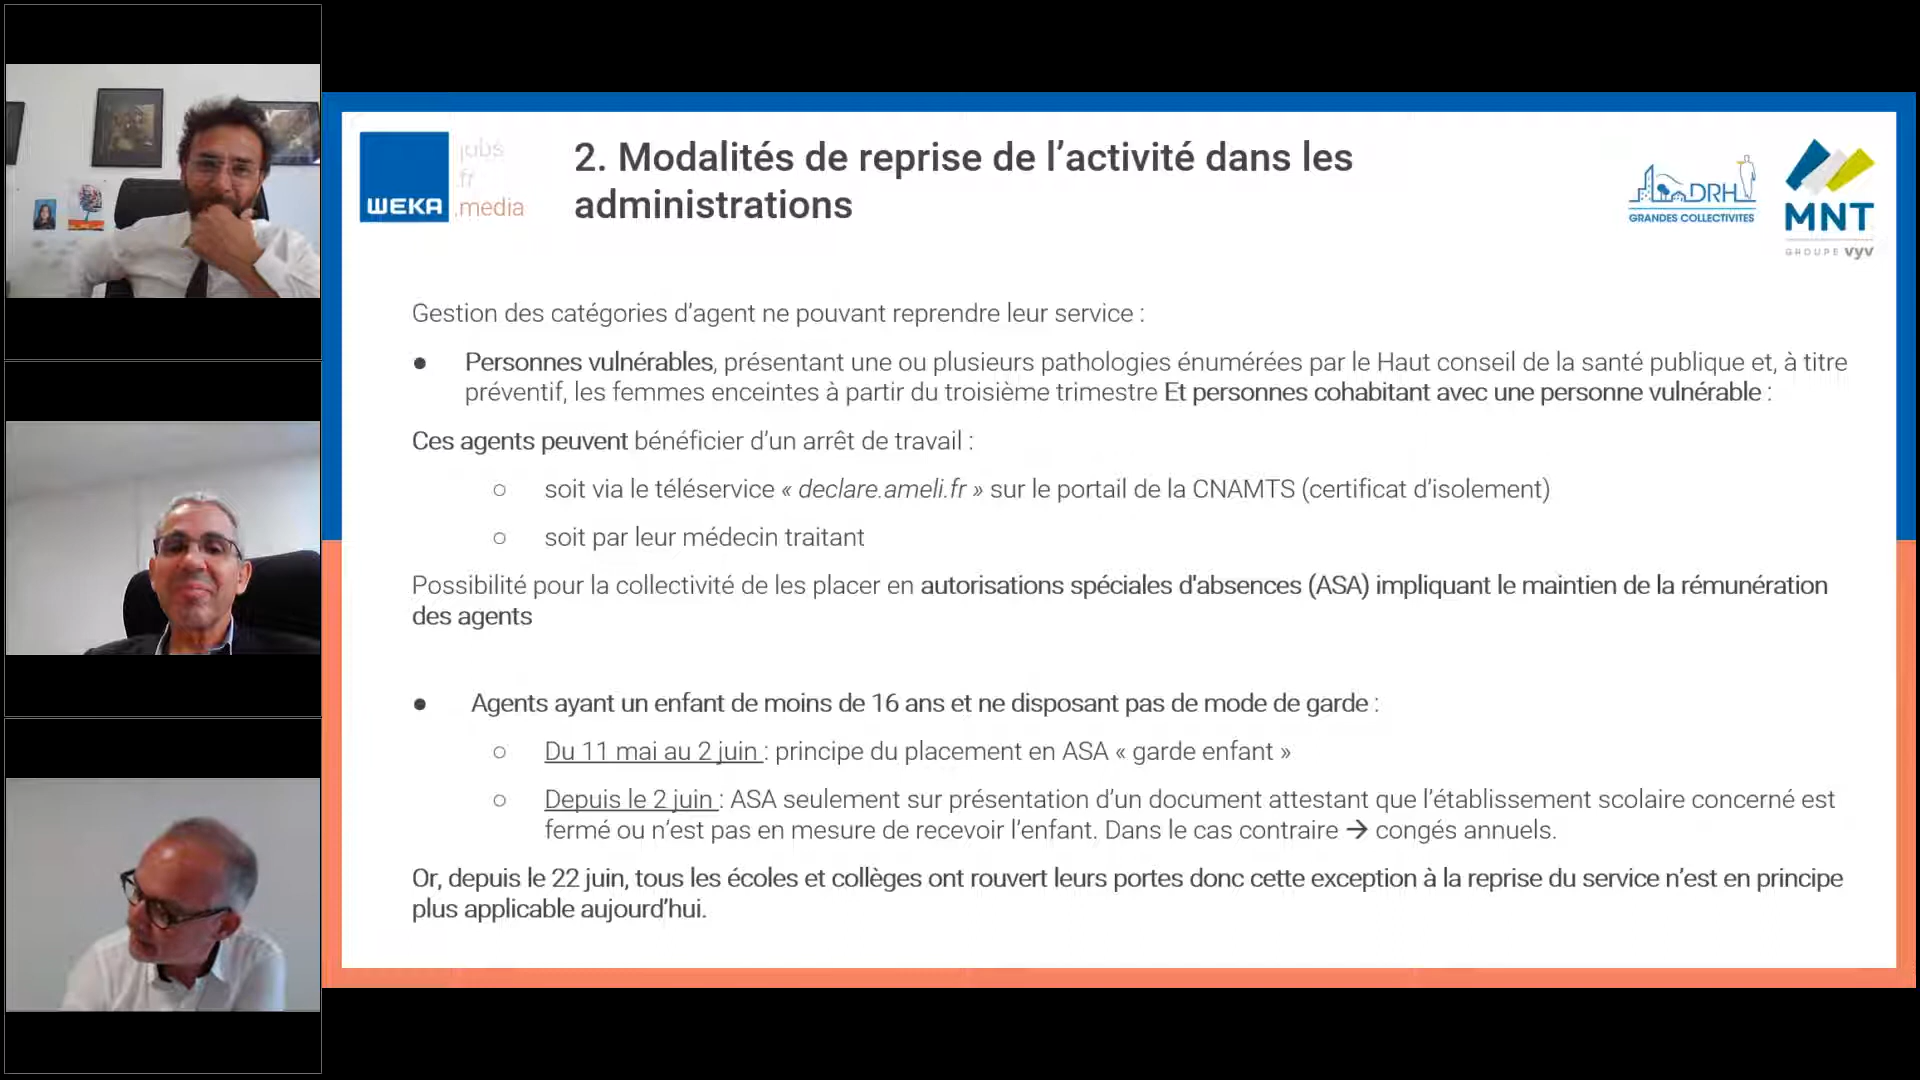 WEKA
jobs
.fr
.media
2. Modalités de reprise de l’activité dans les
administrations
DRH
GRANDES COLLECTIVITES
MNT
GROUPE vyv
Gestion des catégories d’agent ne pouvant reprendre leur service :
● Personnes vulnérables, présentant une ou plusieurs pathologies énumérées par le Haut conseil de la santé publique et, à titre
préventif, les femmes enceintes à partir du troisième trimestre Et personnes cohabitant avec une personne vulnérable :
Ces agents peuvent bénéficier d’un arrêt de travail :
○ soit via le téléservice « declare.ameli.fr » sur le portail de la CNAMTS (certificat d’isolement)
○ soit par leur médecin traitant
Possibilité pour la collectivité de les placer en autorisations spéciales d'absences (ASA) impliquant le maintien de la rémunération
des agents
● Agents ayant un enfant de moins de 16 ans et ne disposant pas de mode de garde :
○ Du 11 mai au 2 juin : principe du placement en ASA « garde enfant »
○ Depuis le 2 juin : ASA seulement sur présentation d’un document attestant que l’établissement scolaire concerné est
fermé ou n’est pas en mesure de recevoir l’enfant. Dans le cas contraire → congés annuels.
Or, depuis le 22 juin, tous les écoles et collèges ont rouvert leurs portes donc cette exception à la reprise du service n’est en principe
plus applicable aujourd’hui.